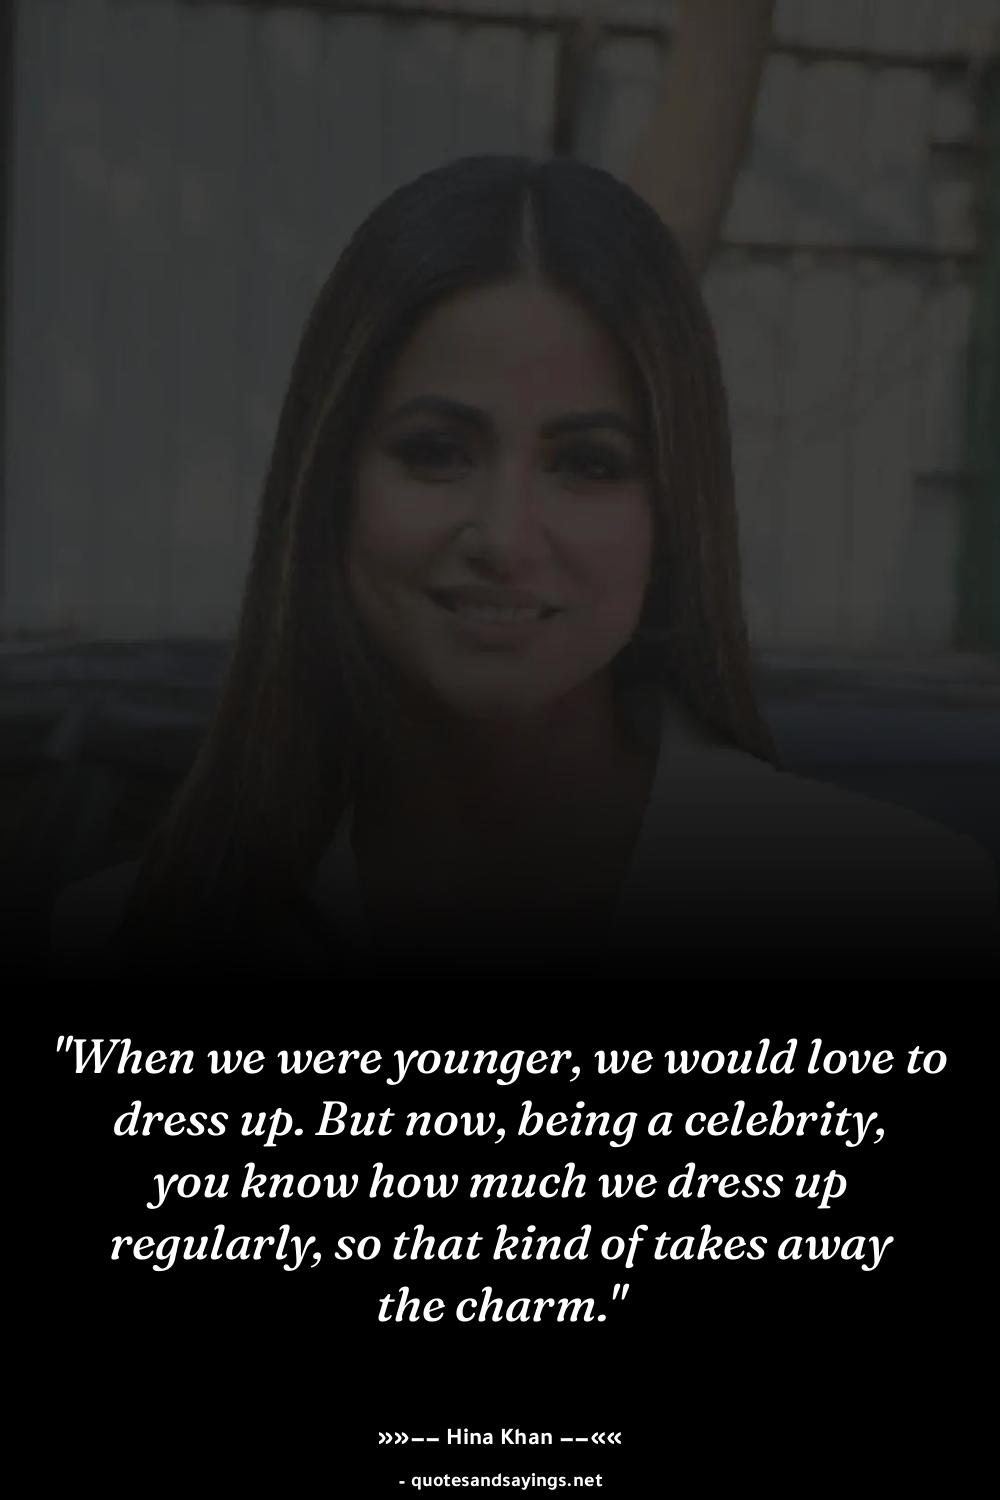 "When we were younger, we would love to
dress up. But now, being a celebrity,
you know how much we dress up
regularly, so that kind of takes away
the charm."
»»–– Hina Khan ––««
- quotesandsayings.net